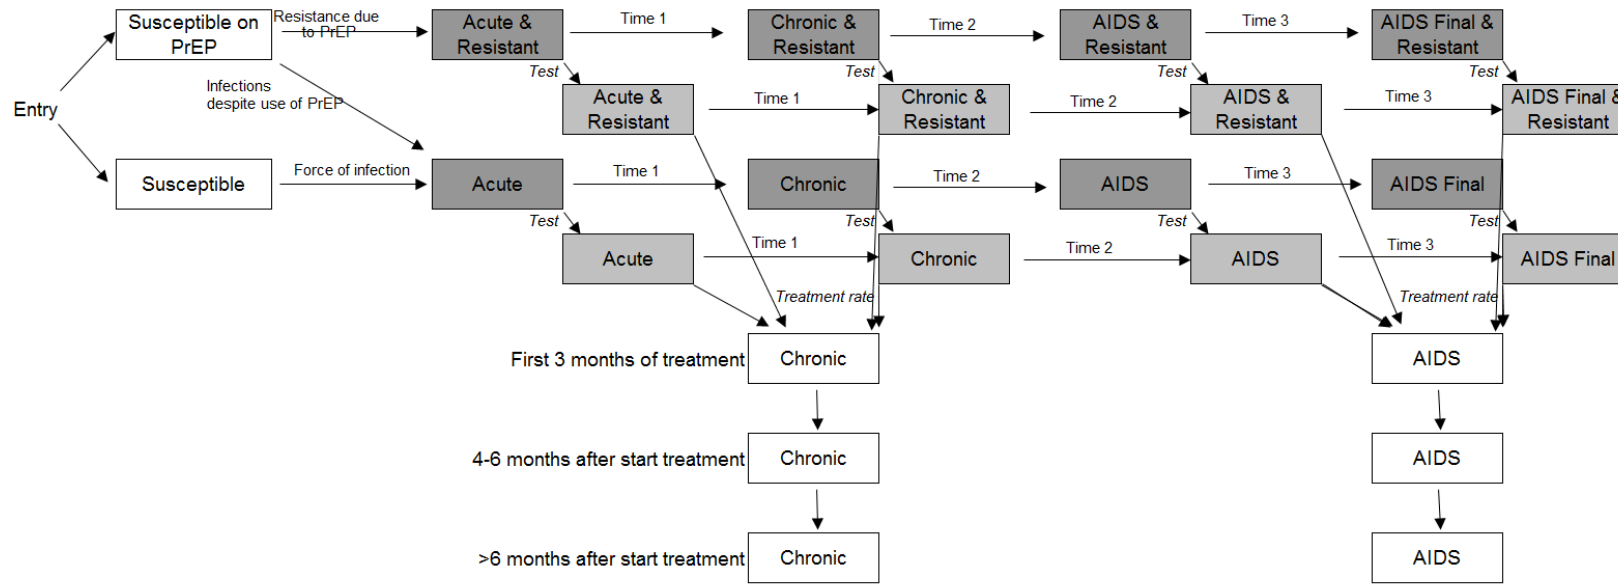 Susceptible on
PrEP
Resistance due
to PrEP
Acute &
Resistant
Time 1
Chronic &
Resistant
Time 2
AIDS &
Resistant
Time 3
AIDS Final &
Resistant
Test
Test
Test
Test
Infections
despite use of PrEP
Entry
Acute &
Resistant
Time 1
Chronic &
Resistant
Time 2
AIDS &
Resistant
Time 3
AIDS Final &
Resistant
Susceptible
Force of infection
Acute
Time 1
Chronic
Time 2
AIDS
Time 3
AIDS Final
Test
Test
Test
Test
Acute
Time 1
Chronic
Time 2
AIDS
Time 3
AIDS Final
Treatment rate
Treatment rate
First 3 months of treatment
Chronic
AIDS
4-6 months after start treatment
Chronic
AIDS
>6 months after start treatment
Chronic
AIDS